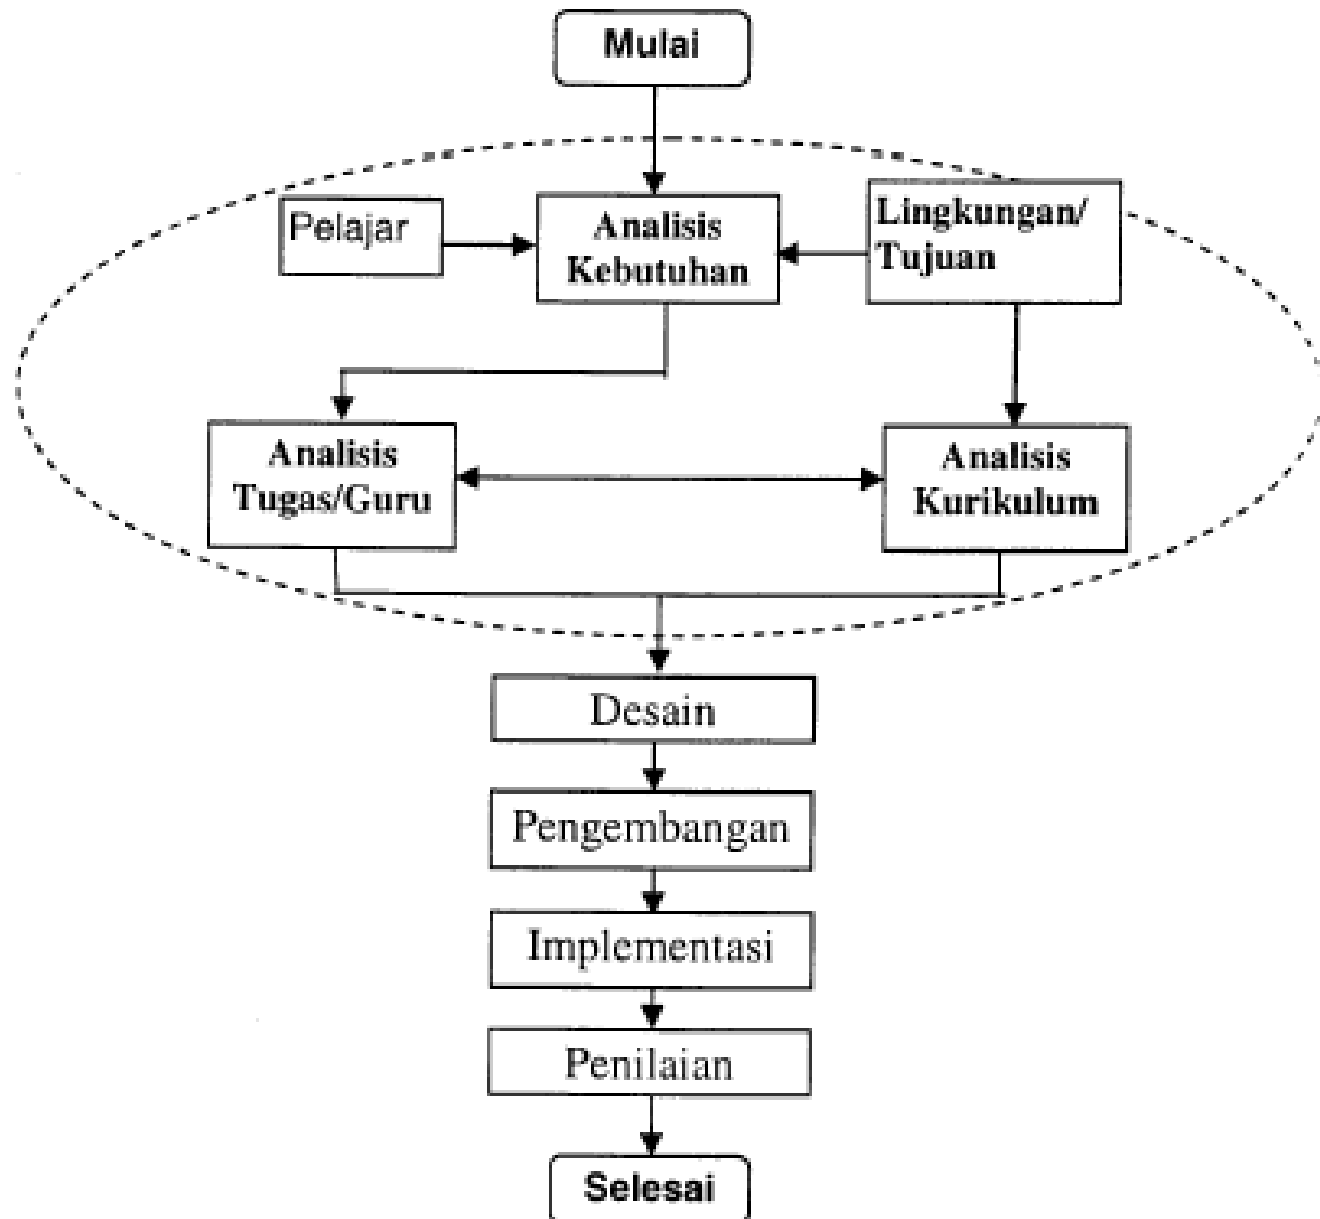 Mulai
Pelajar
Analisis
Kebutuhan
Lingkungan/
Tujuan
Analisis
Tugas/Guru
Analisis
Kurikulum
Desain
Pengembangan
Implementasi
Penilaian
Selesai